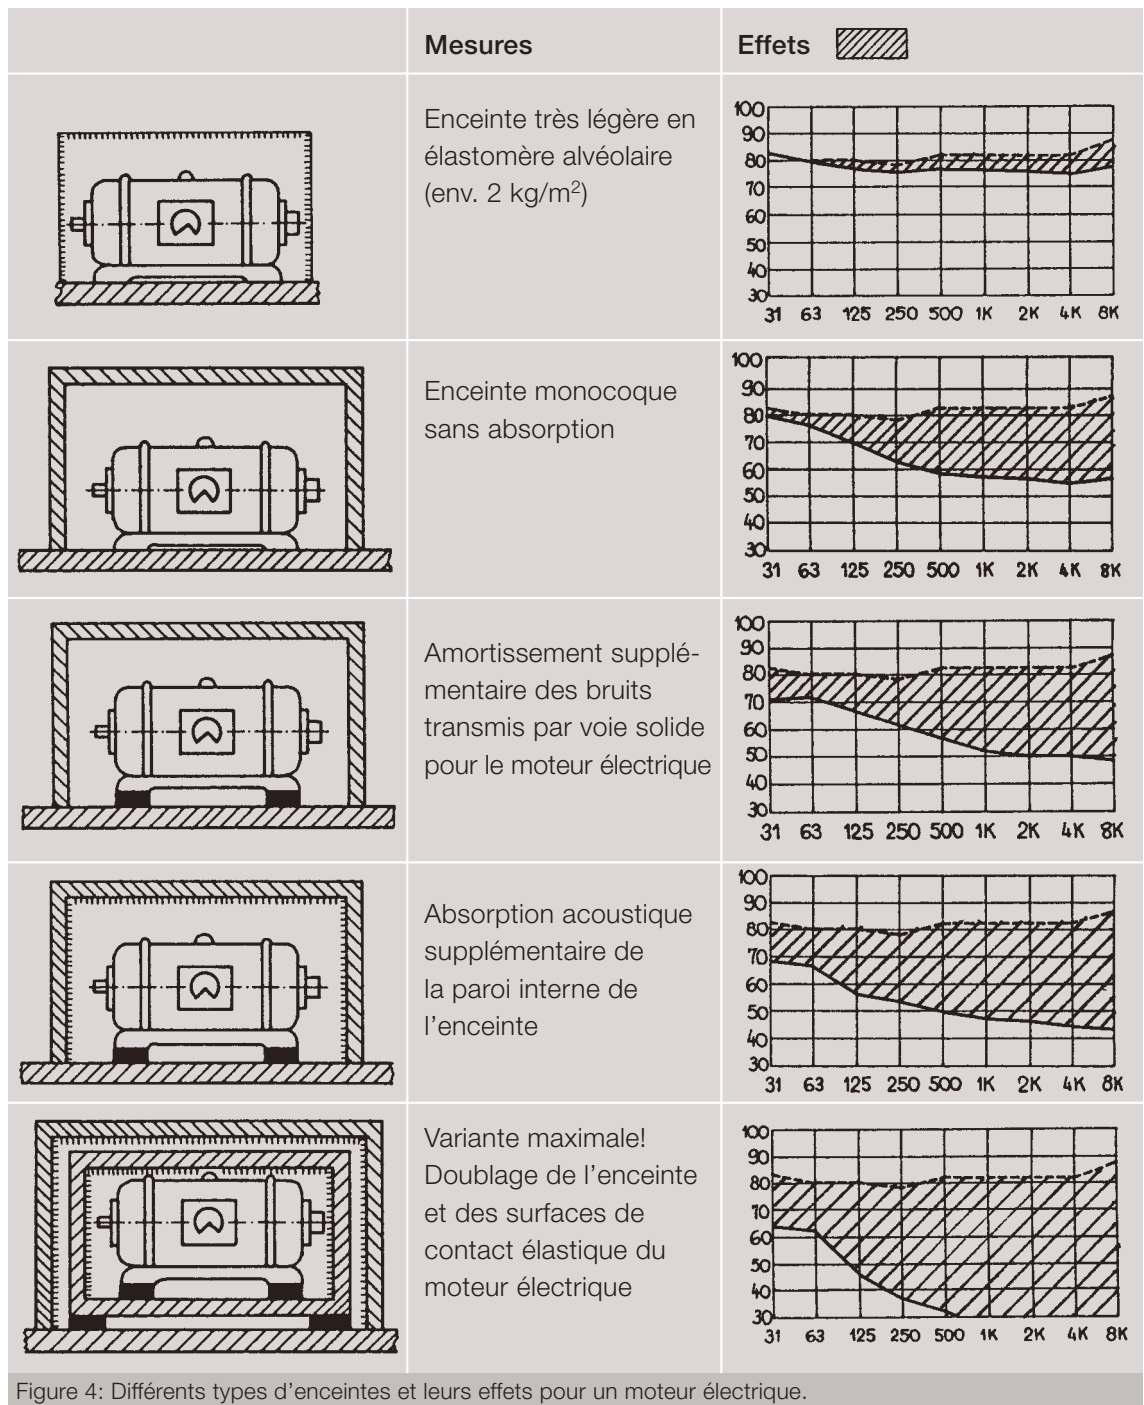 Mesures
Effets
Enceinte très légère en
élastomère alvéolaire
(env. 2 kg/m²)
100
90
80
70
60
50
40
30
31 63 125 250 500 1K 2K 4K 8K
Enceinte monocoque
sans absorption
100
90
80
70
60
50
40
30
31 63 125 250 500 1K 2K 4K 8K
Amortissement supplé-
mentaire des bruits
transmis par voie solide
pour le moteur électrique
100
90
80
70
60
50
40
30
31 63 125 250 500 1K 2K 4K 8K
Absorption acoustique
supplémentaire de
la paroi interne de
l’enceinte
100
90
80
70
60
50
40
30
31 63 125 250 500 1K 2K 4K 8K
Variante maximale!
Doublage de l’enceinte
et des surfaces de
contact élastique du
moteur électrique
100
90
80
70
60
50
40
30
31 63 125 250 500 1K 2K 4K 8K
Figure 4: Différents types d’enceintes et leurs effets pour un moteur électrique.